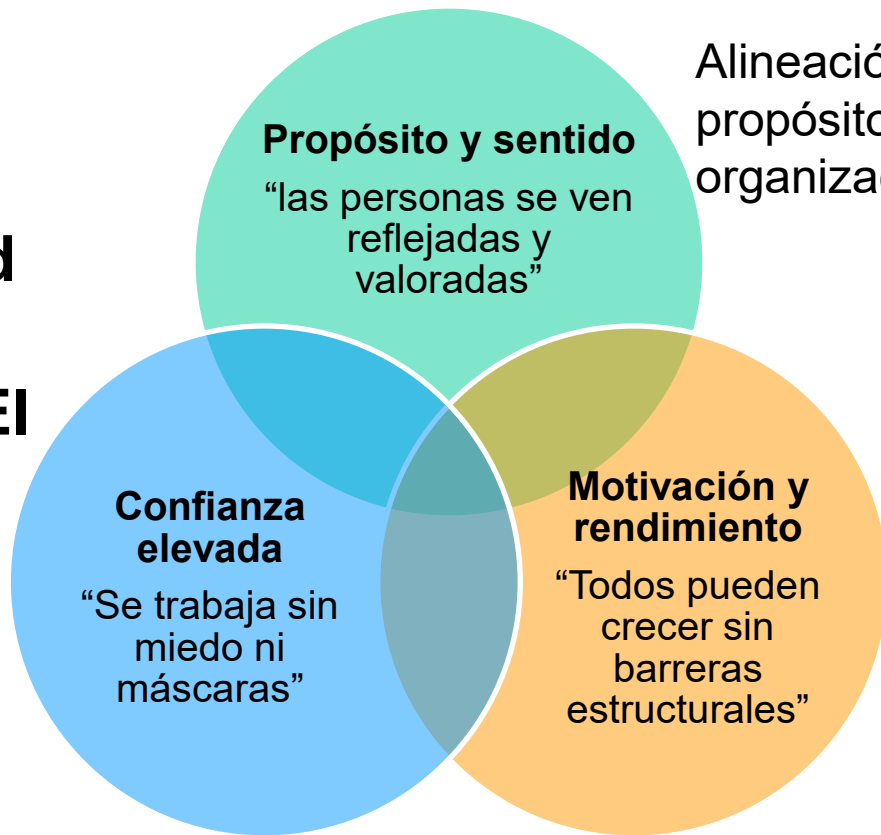 Propósito y sentido
“las personas se ven
reflejadas y
valoradas”
Confianza
elevada
“Se trabaja sin
miedo ni
máscaras”
Motivación y
rendimiento
“Todos pueden
crecer sin
barreras
estructurales”